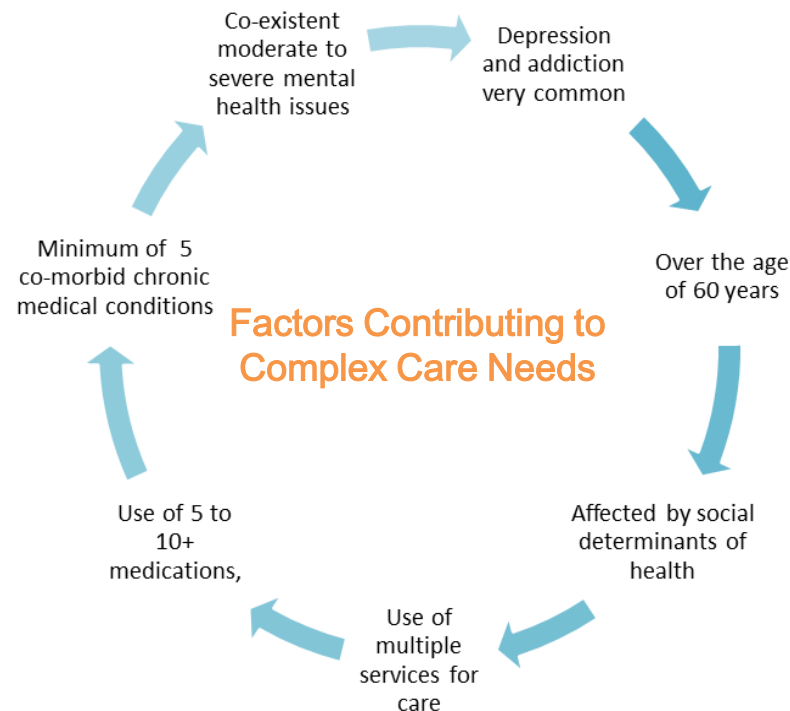 Co-existent
moderate to
severe mental
health issues
Depression
and addiction
very common
Over the age
of 60 years
Affected by social
determinants of
health
Use of
multiple
services for
care
Use of 5 to
10+
medications,
Minimum of 5
co-morbid chronic
medical conditions
Factors Contributing to
Complex Care Needs